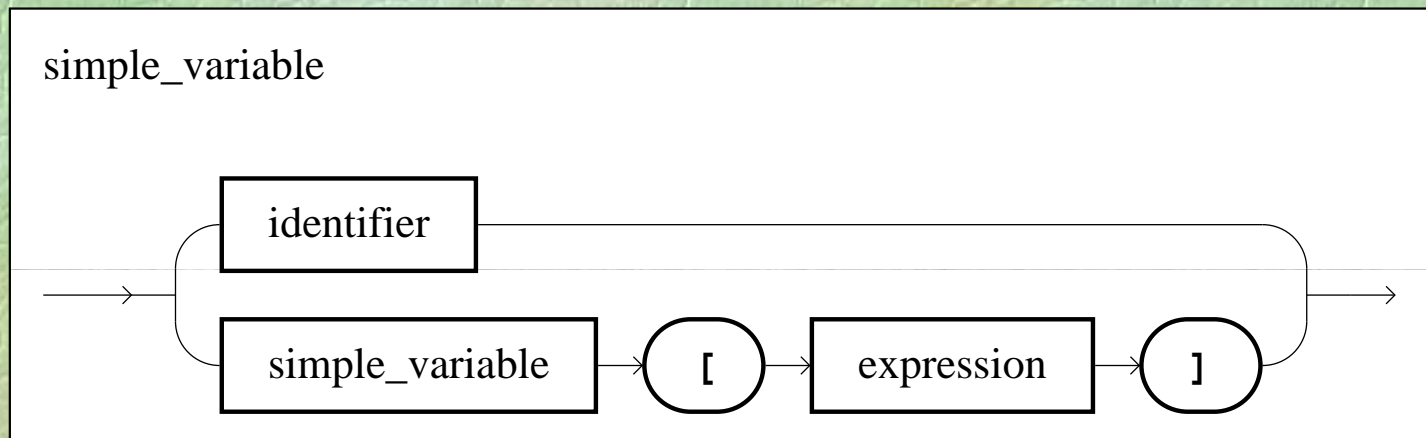 simple_variable
identifier
simple_variable [ expression ]